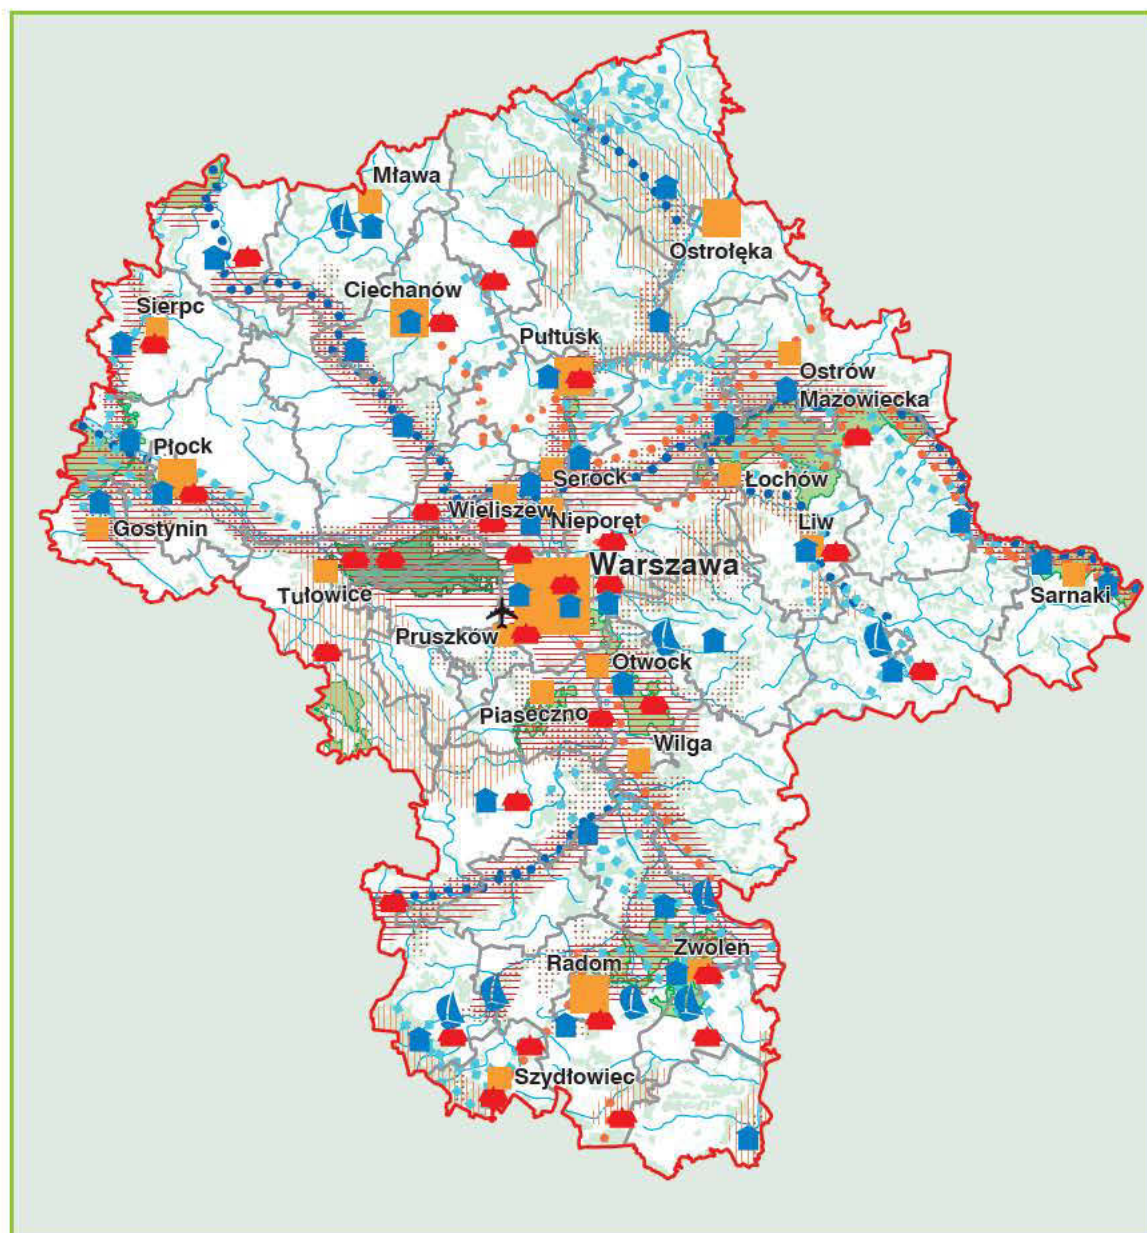 Mława
Ostrołęka
Ciechanów
Sierpc
Pułtusk
Ostrów
Mazowiecka
Płock
Serock
Łochów
Wieliszew
Nieporęt
Gostynin
Liw
Warszawa
Tułowice
Sarnaki
Pruszków
Otwock
Piaseczno
Wilga
Zwoleń
Radom
Szydłowiec